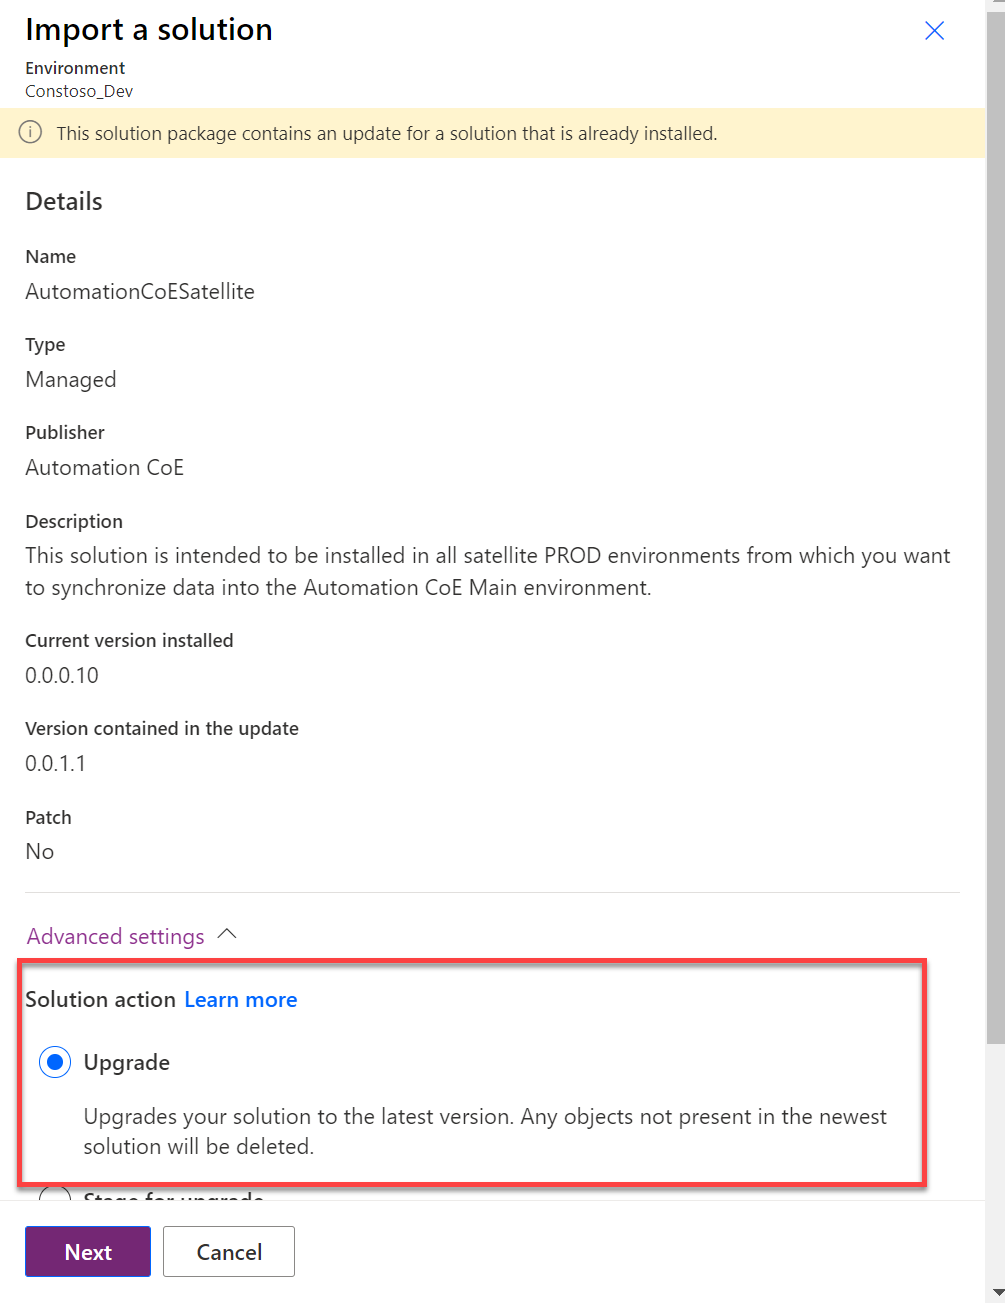 Import a solution
Environment
Constoso_Dev
This solution package contains an update for a solution that is already installed.
Details
Name
AutomationCoESatellite
Type
Managed
Publisher
Automation CoE
Description
This solution is intended to be installed in all satellite PROD environments from which you want
to synchronize data into the Automation CoE Main environment.
Current version installed
0.0.0.10
Version contained in the update
0.0.1.1
Patch
No
Advanced settings
Solution action Learn more
Upgrade
Upgrades your solution to the latest version. Any objects not present in the newest
solution will be deleted.
Stage for upgrade
Next Cancel